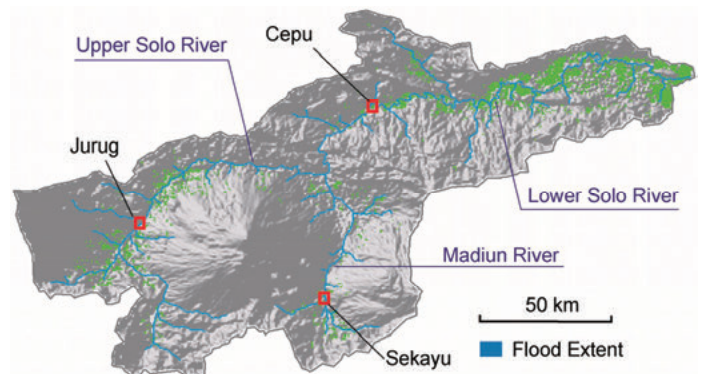 Upper Solo River
Cepu
Jurug
Lower Solo River
Madiun River
50 km
Sekayu
Flood Extent